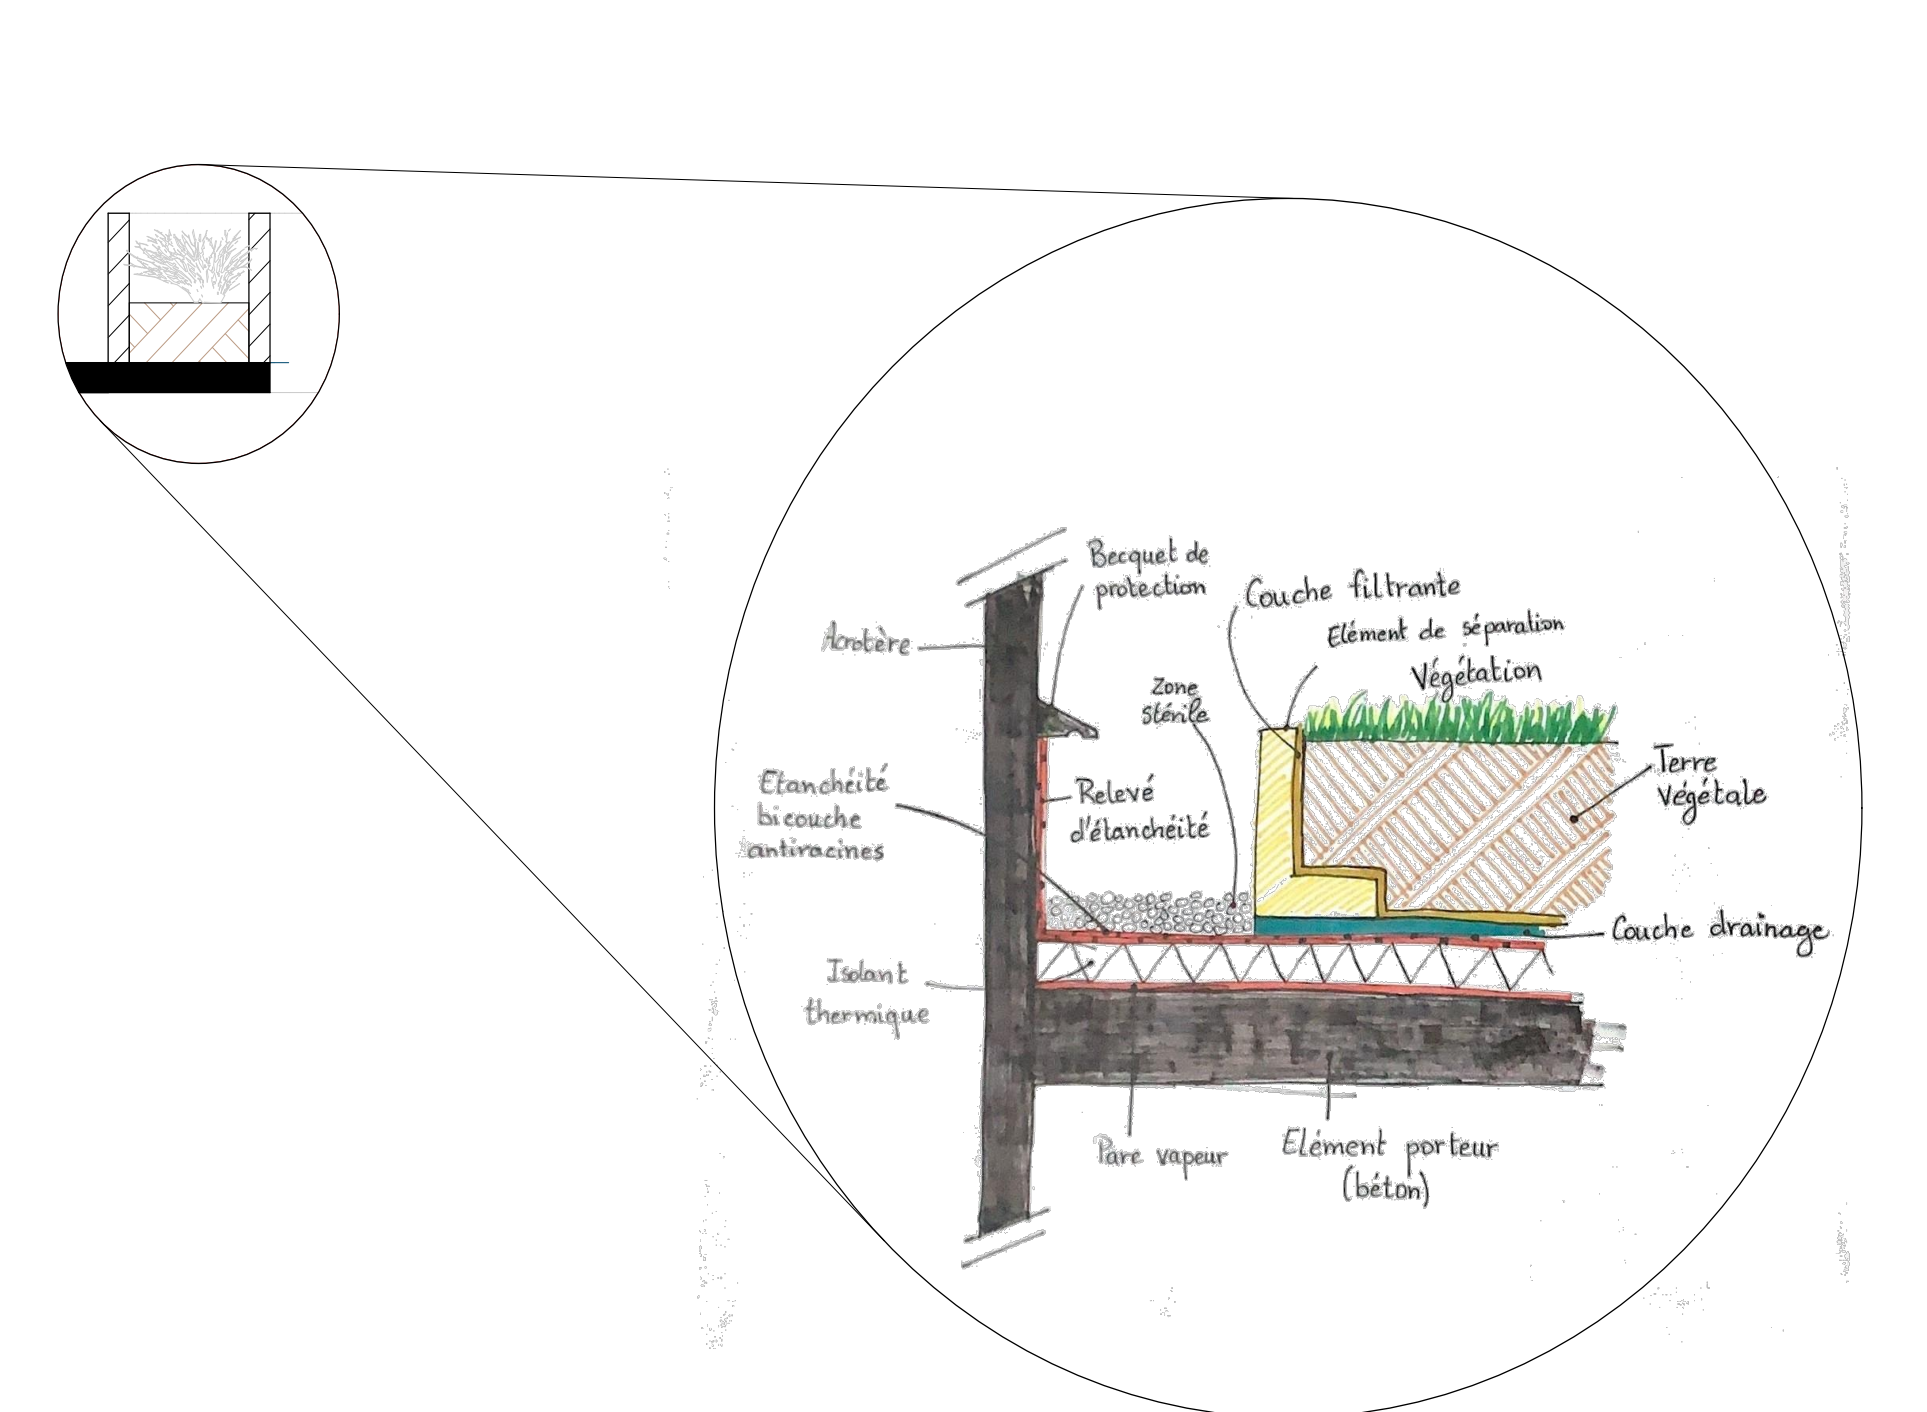 Becquet de
protection
Couche filtrante
Elément de séparation
Végétation
Acrotère
Zone
stérile
Terre
Végétale
Etanchéité
bicouche
antiracines
Relevé
d'étanchéité
Couche drainage
Isolant
thermique
Pare vapeur
Elément porteur
(béton)